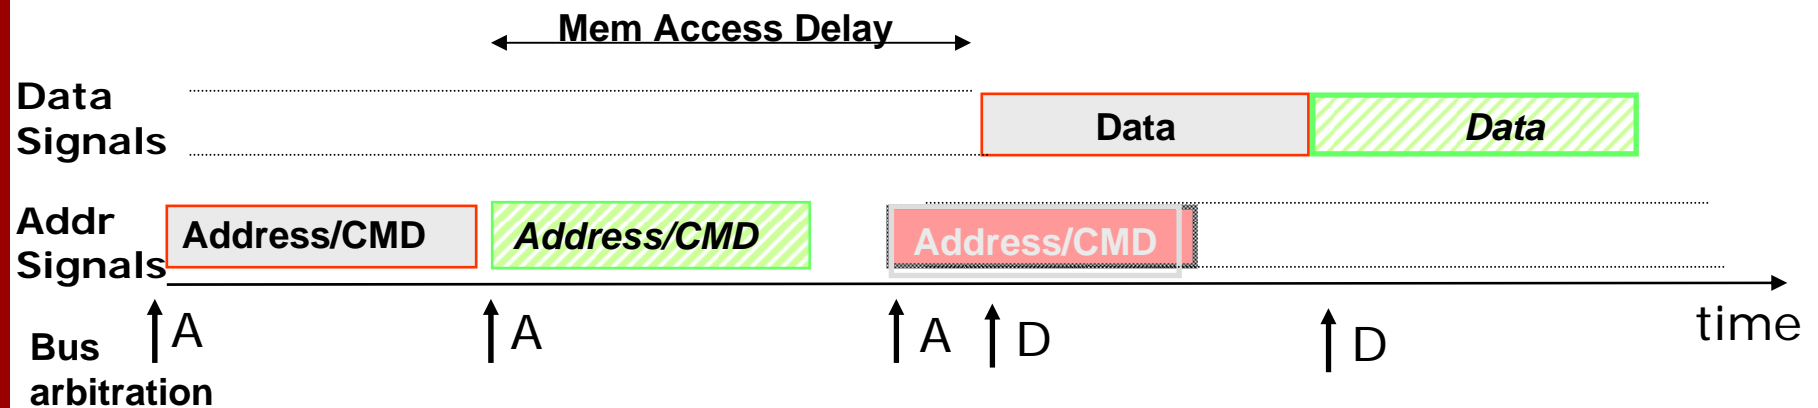 Mem Access Delay
Data
Signals
Data
Data
Addr
Signals
Address/CMD
Address/CMD
Address/CMD
A
A
A
D
D
time
Bus
arbitration